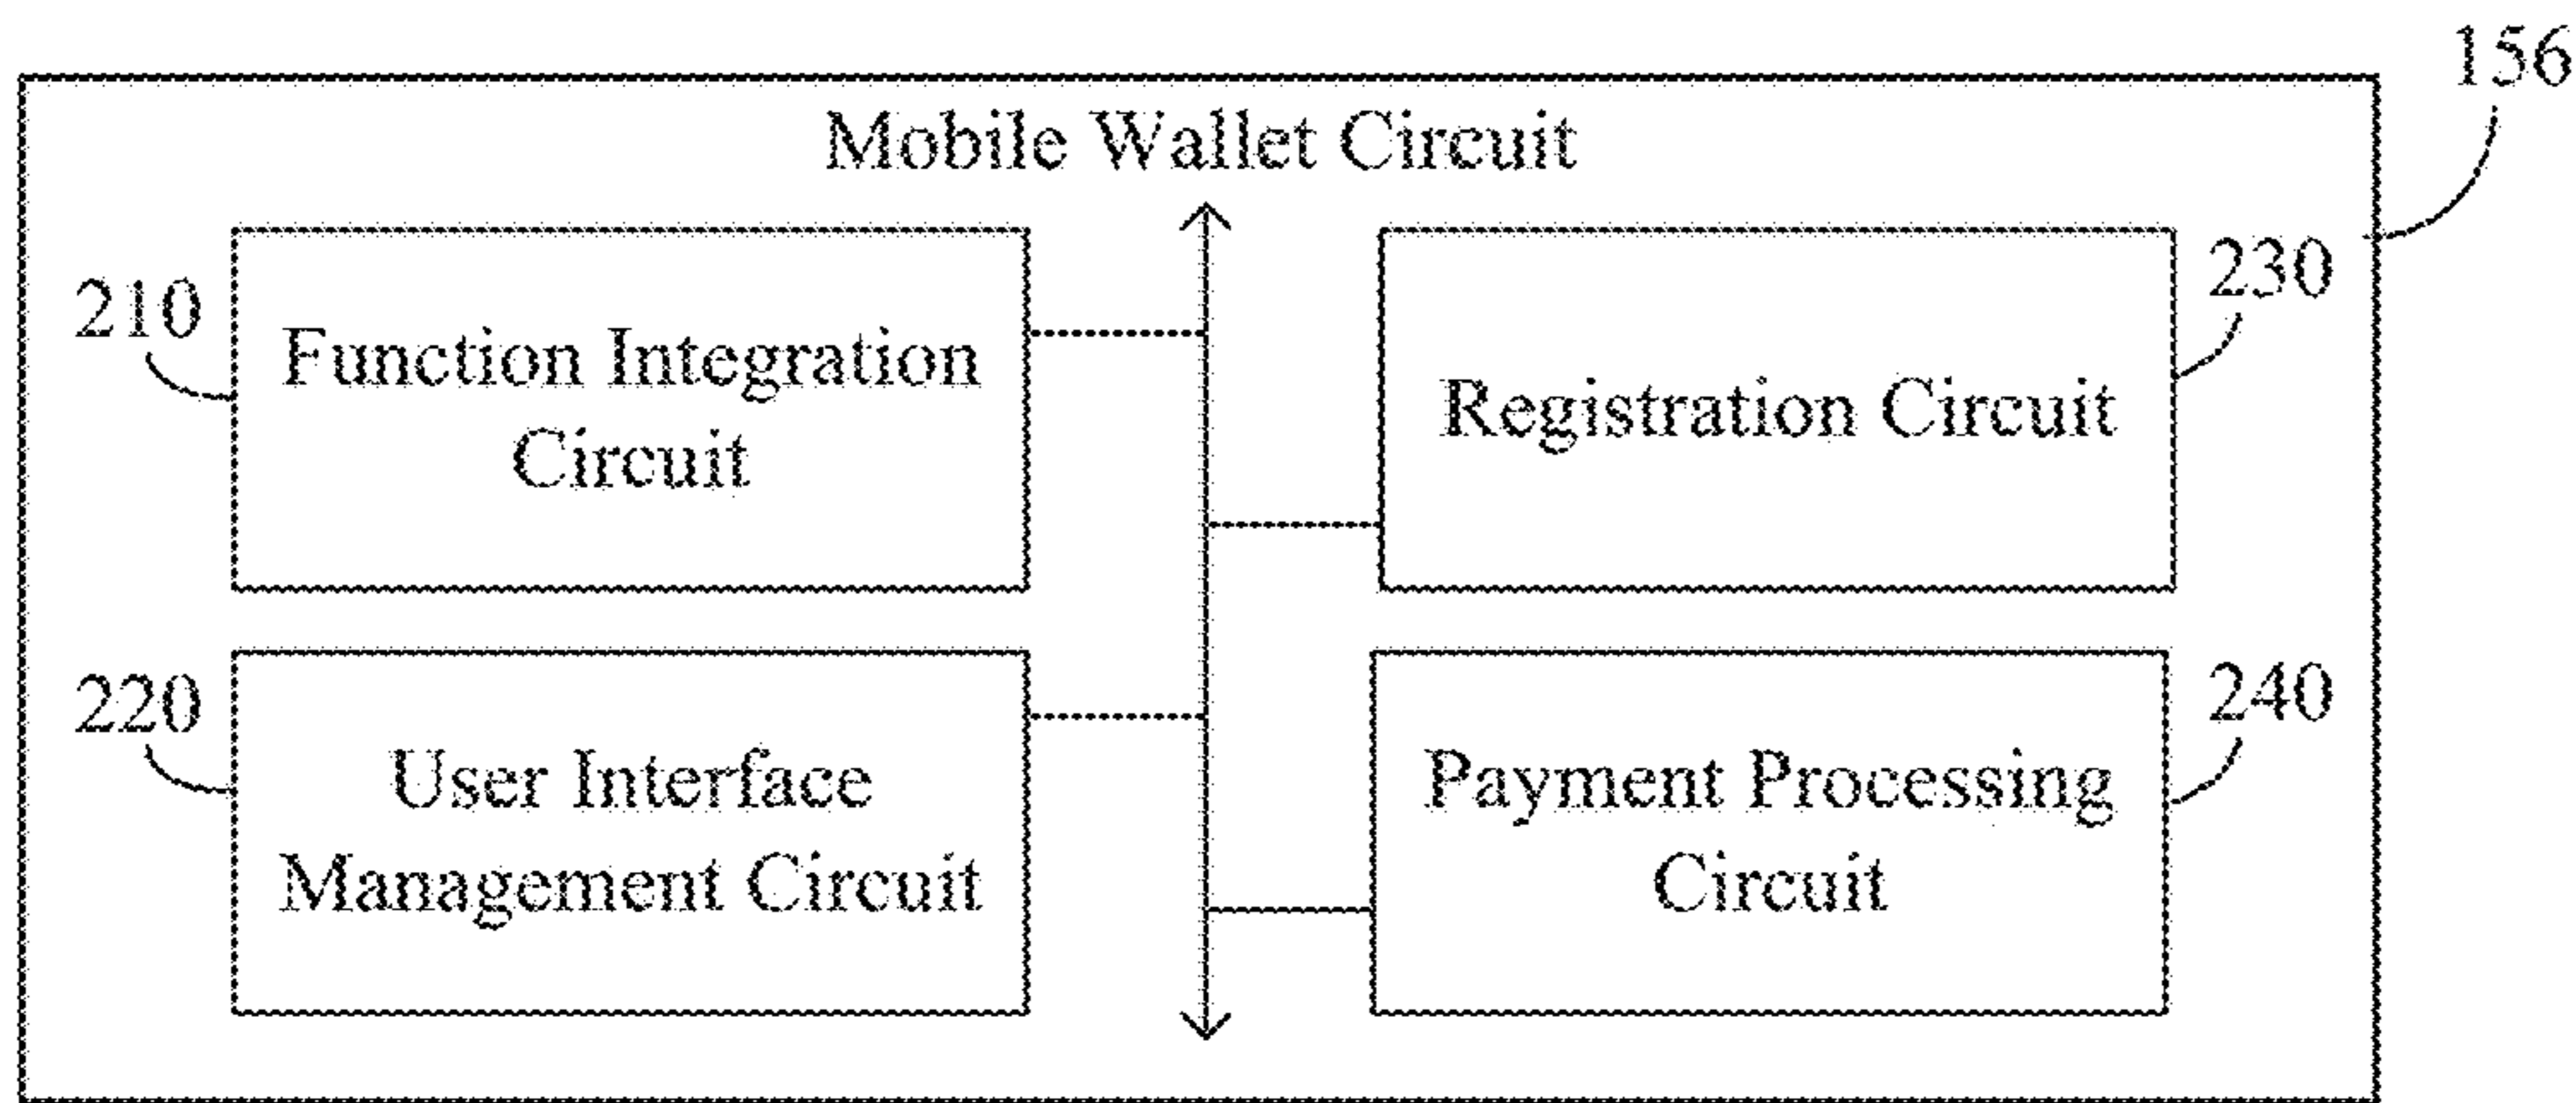 156
Mobile Wallet Circuit
210
Function Integration
Circuit
230
Registration Circuit
220
User Interface
Management Circuit
240
Payment Processing
Circuit